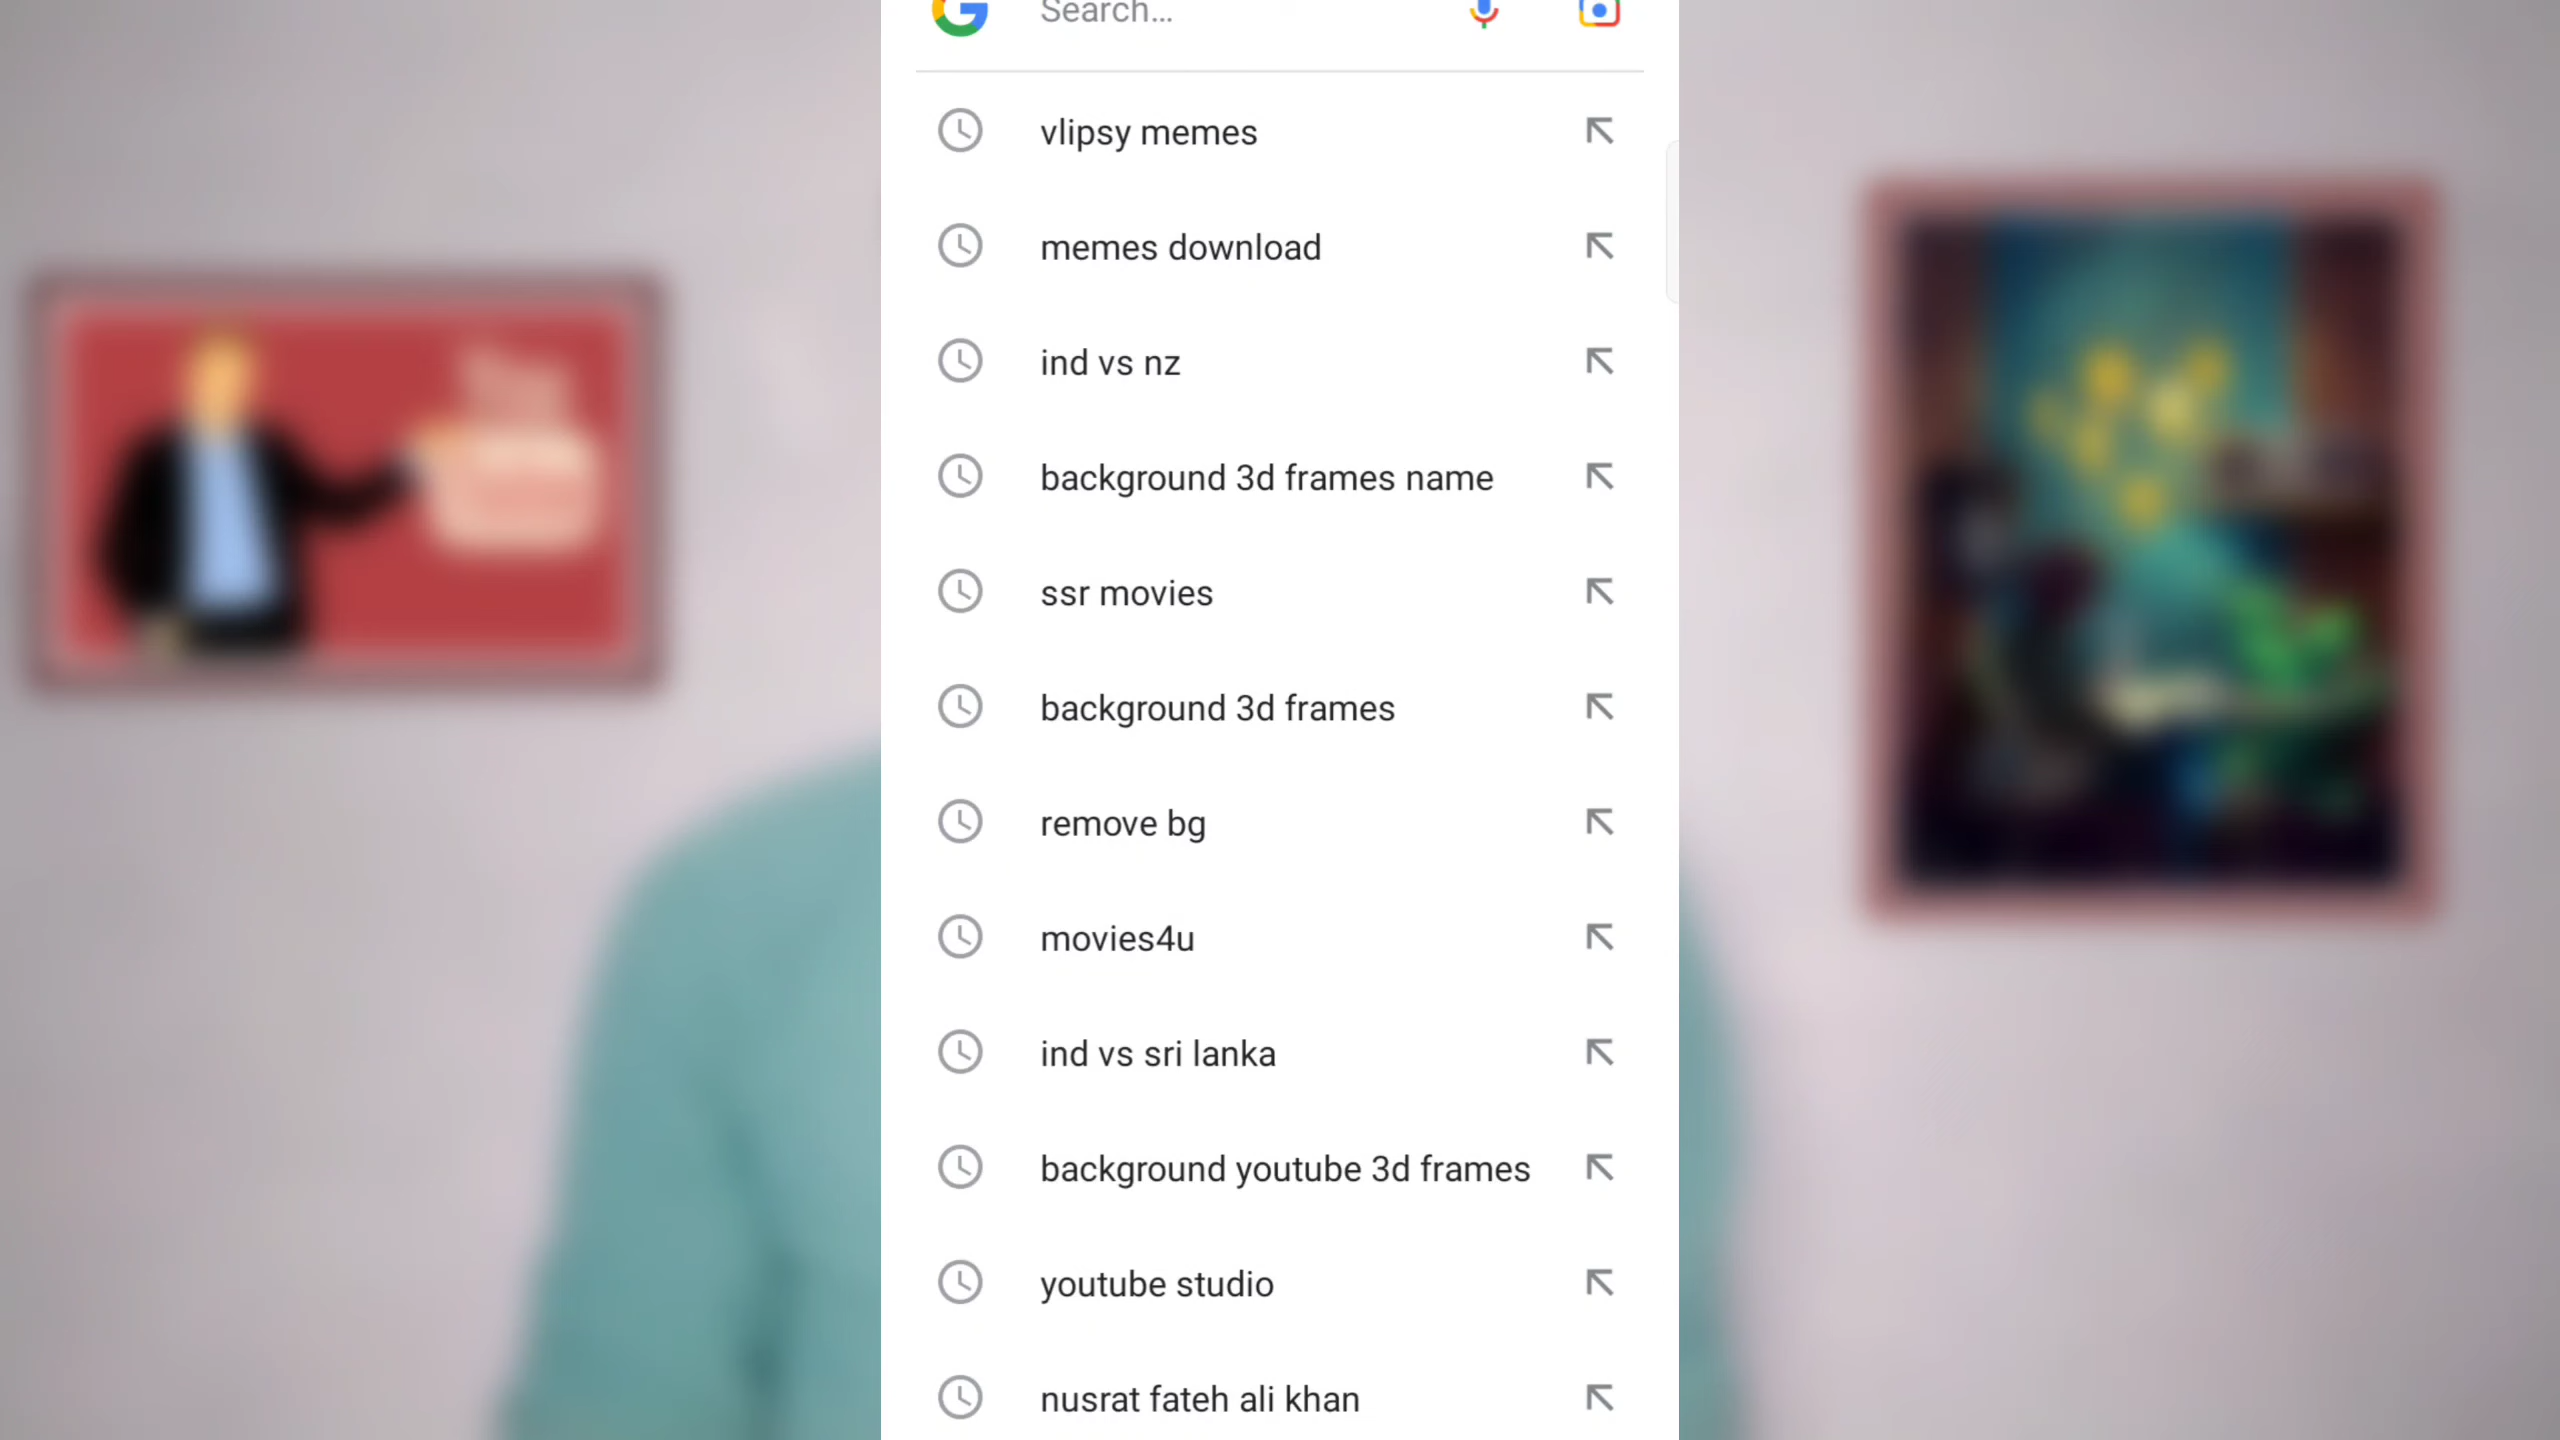 Search...
vlipsy memes
memes download
ind vs nz
background 3d frames name
ssr movies
background 3d frames
remove bg
movies4u
ind vs sri lanka
background youtube 3d frames
youtube studio
nusrat fateh ali khan